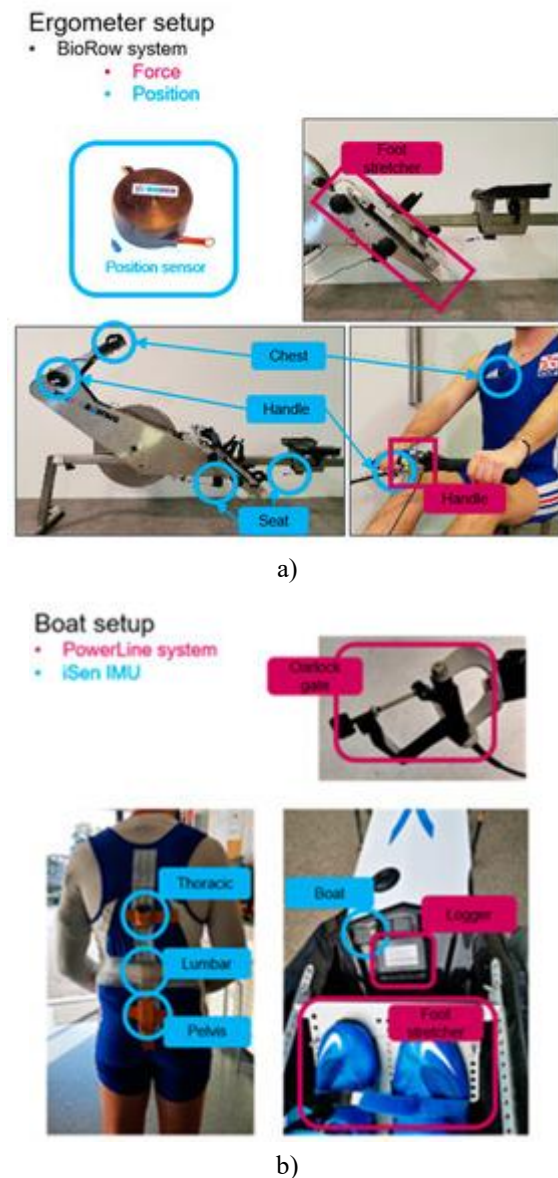 Ergometer setup
• BioRow system
• Force
• Position
Foot
stretcher
Position sensor
Chest
Handle
Seat
Handle
a)
Boat setup
• PowerLine system
• iSen IMU
Oarlock
gate
Thoracic
Lumbar
Pelvis
Boat
Logger
Foot
stretcher
b)